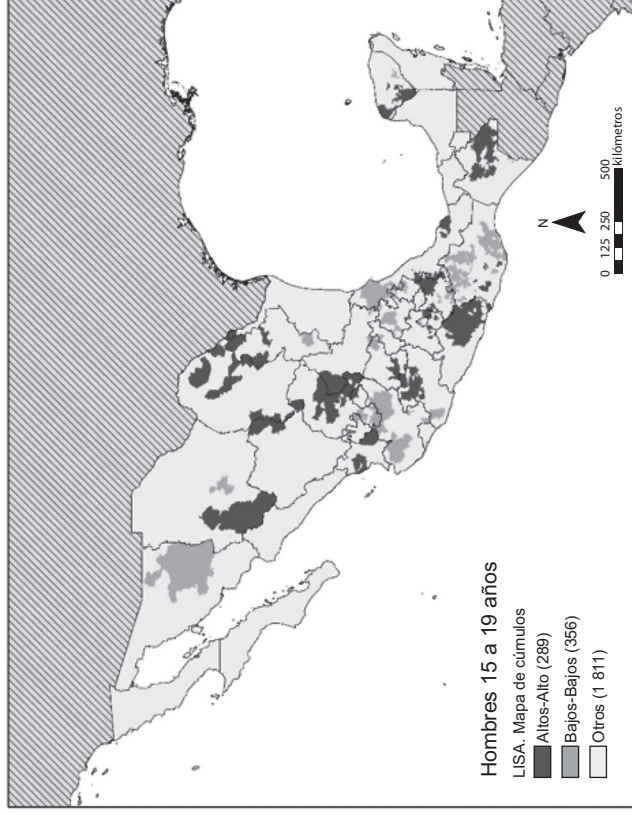 Hombres 15 a 19 años
LISA. Mapa de cúmulos
Altos-Alto (289)
Bajos-Bajos (356)
Otros (1 811)
N
0 125 250 500
kilómetros